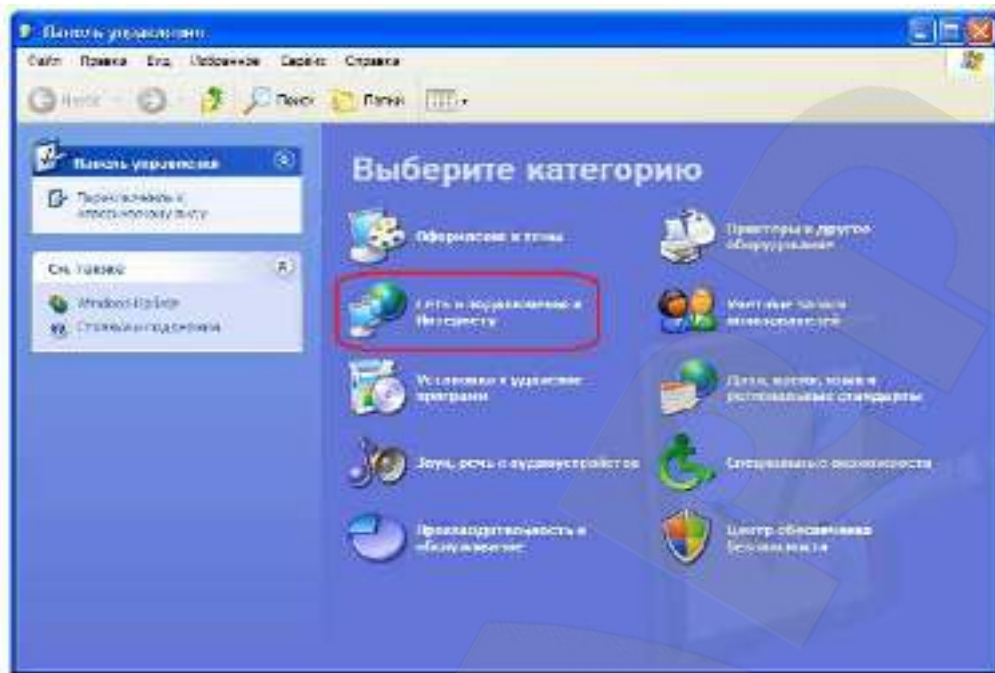 Панель управления
Файл Правка Вид Избранное Сервис Справка
Назад Поиск Папки
Панель управления
Переключение к
классическому виду
См. также
Windows Update
Справка и поддержка
Выберите категорию
Оформление и темы
Принтеры и другое
оборудование
Сеть и подключения к
Интернету
Учетные записи
пользователей
Установка и удаление
программ
Дата, время, язык и
региональные стандарты
Звук, речь и аудиоустройства
Специальные возможности
Производительность и
обслуживание
Центр обеспечения
безопасности